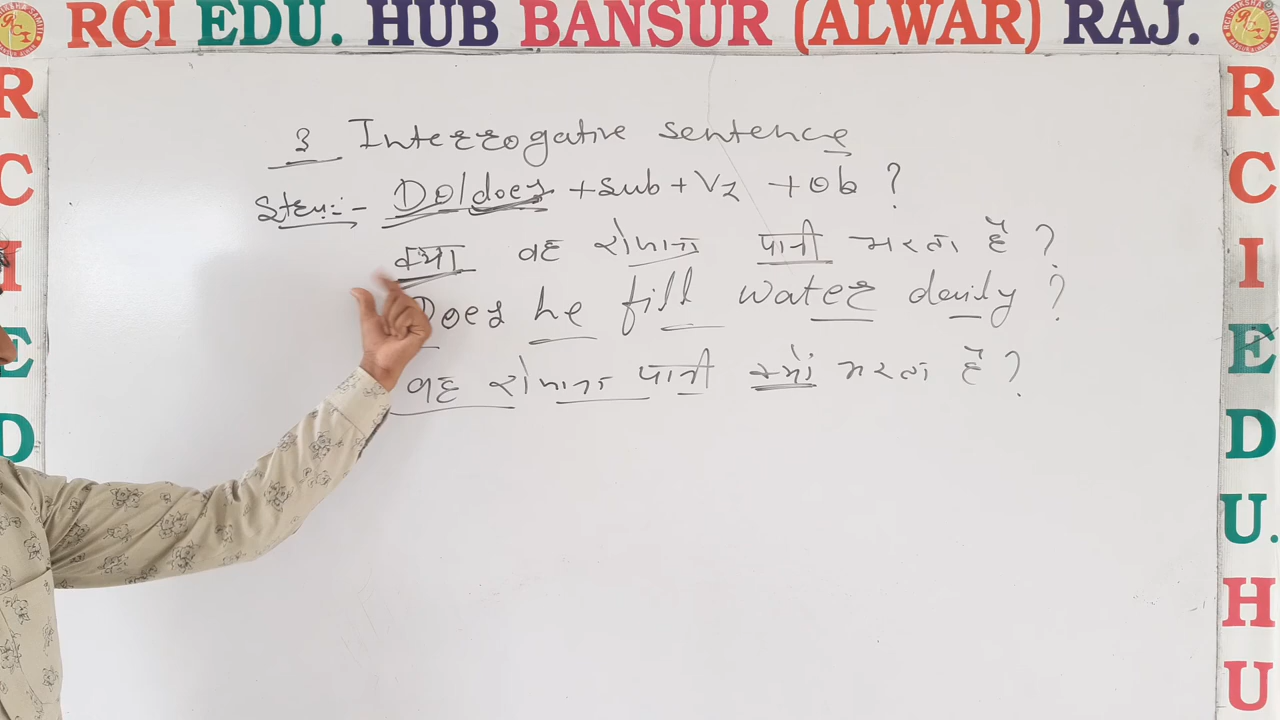 RCI EDU. HUB BANSUR (ALWAR) RAJ.
3 Interrogative sentence
Do/does + sub + V1 + ob ?
क्या वह रोजाना पानी भरता है ?
Does he fill water daily ?
वह रोजाना पानी क्यों भरता है ?
R
C
I
E
D
R
C
I
E
D
U.
H
U